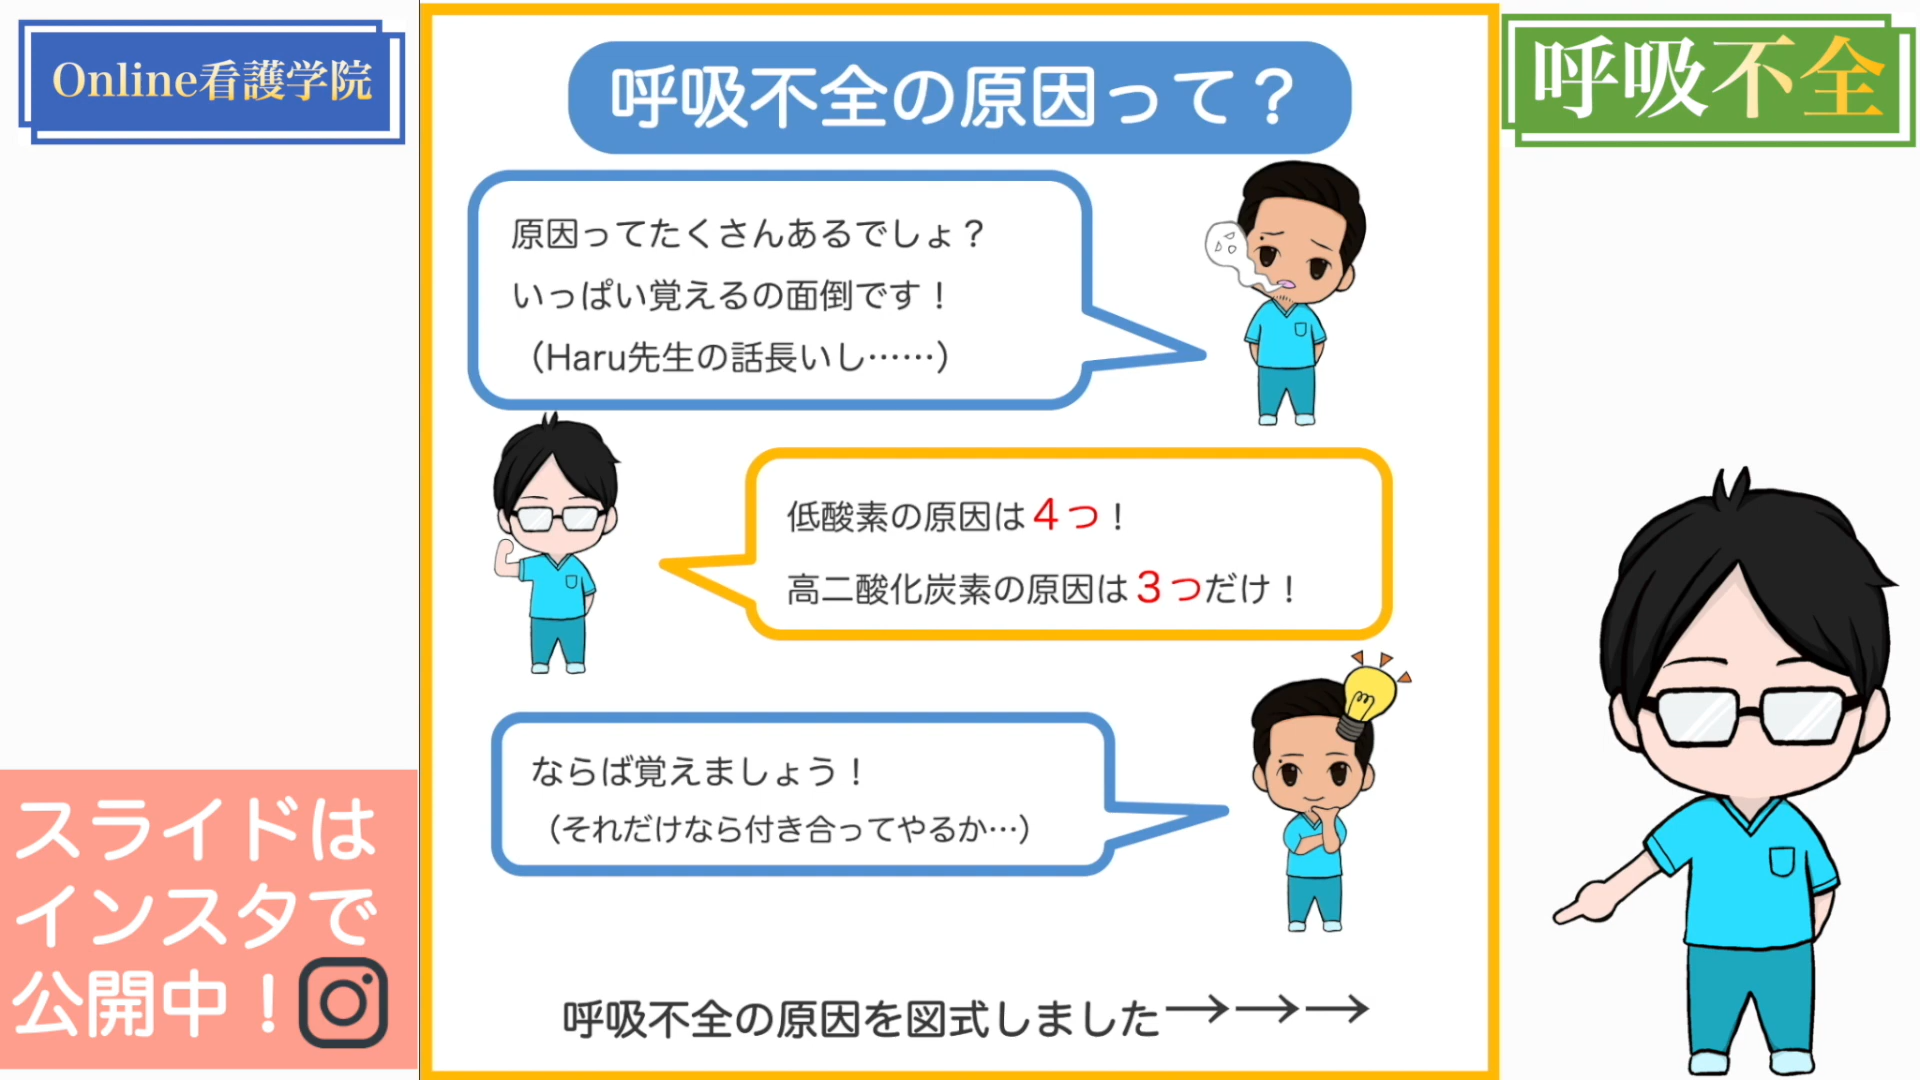 Online看護学院
呼吸不全の原因って？
呼吸不全
原因ってたくさんあるでしょ？
いっぱい覚えるの面倒です！
（Haru先生の話長いし……）
低酸素の原因は４つ！
高二酸化炭素の原因は３つだけ！
ならば覚えましょう！
（それだけなら付き合ってやるか…）
呼吸不全の原因を図式しました→→→
スライドは
インスタで
公開中！